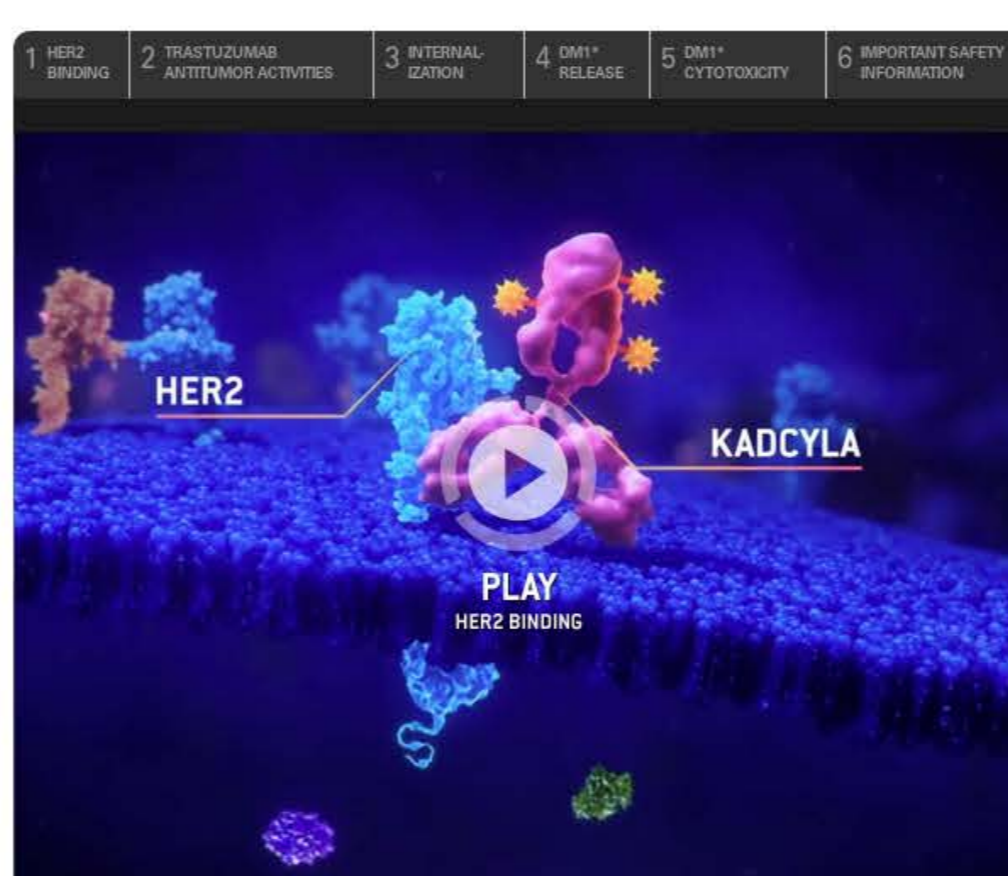 1 HER2
BINDING
2 TRASTUZUMAB
ANTITUMOR ACTIVITIES
3 INTERNAL-
IZATION
4 DM1*
RELEASE
5 DM1*
CYTOTOXICITY
6 IMPORTANT SAFETY
INFORMATION
HER2
KADCYLA
PLAY
HER2 BINDING